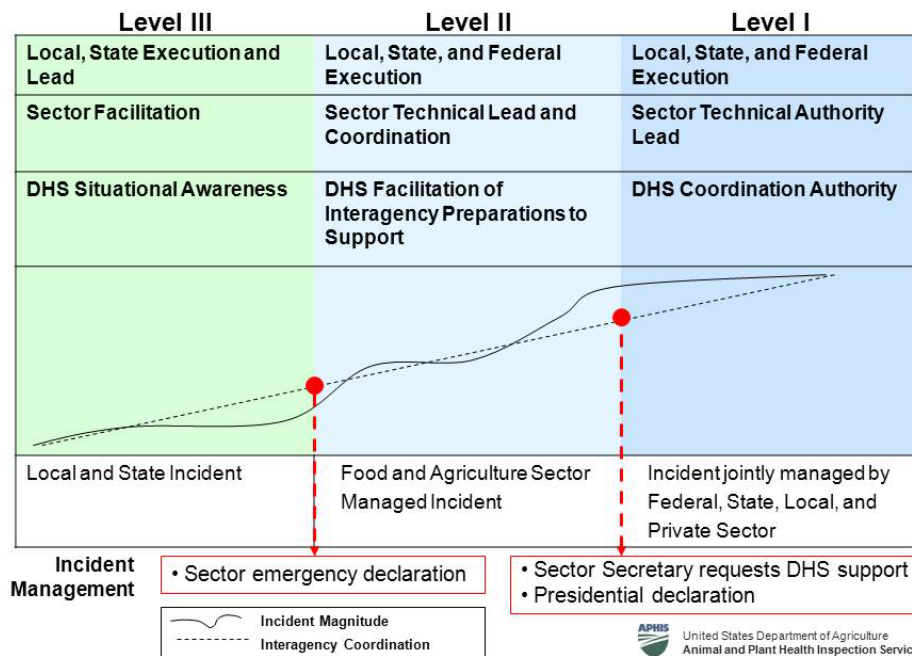 Level III
Level II
Level I
Local, State Execution and
Lead
Local, State, and Federal
Execution
Local, State, and Federal
Execution
Sector Facilitation
Sector Technical Lead and
Coordination
Sector Technical Authority
Lead
DHS Situational Awareness
DHS Facilitation of
Interagency Preparations to
Support
DHS Coordination Authority
Local and State Incident
Food and Agriculture Sector
Managed Incident
Incident jointly managed by
Federal, State, Local, and
Private Sector
Incident
Management
• Sector emergency declaration
• Sector Secretary requests DHS support
• Presidential declaration
Incident Magnitude
Interagency Coordination
APHIS
United States Department of Agriculture
Animal and Plant Health Inspection Servic